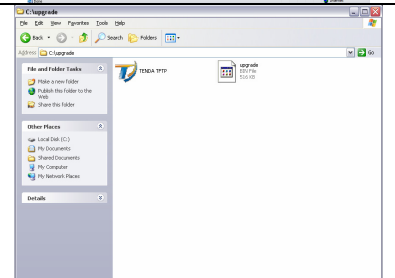 C:\upgrade
File Edit View Favorites Tools Help
Back Search Folders
Address C:\upgrade Go
File and Folder Tasks
Make a new folder
Publish this folder to the
Web
Share this folder
Other Places
Local Disk (C:)
My Documents
Shared Documents
My Computer
My Network Places
Details
TENDA TFTP
upgrade
BIN File
516 KB